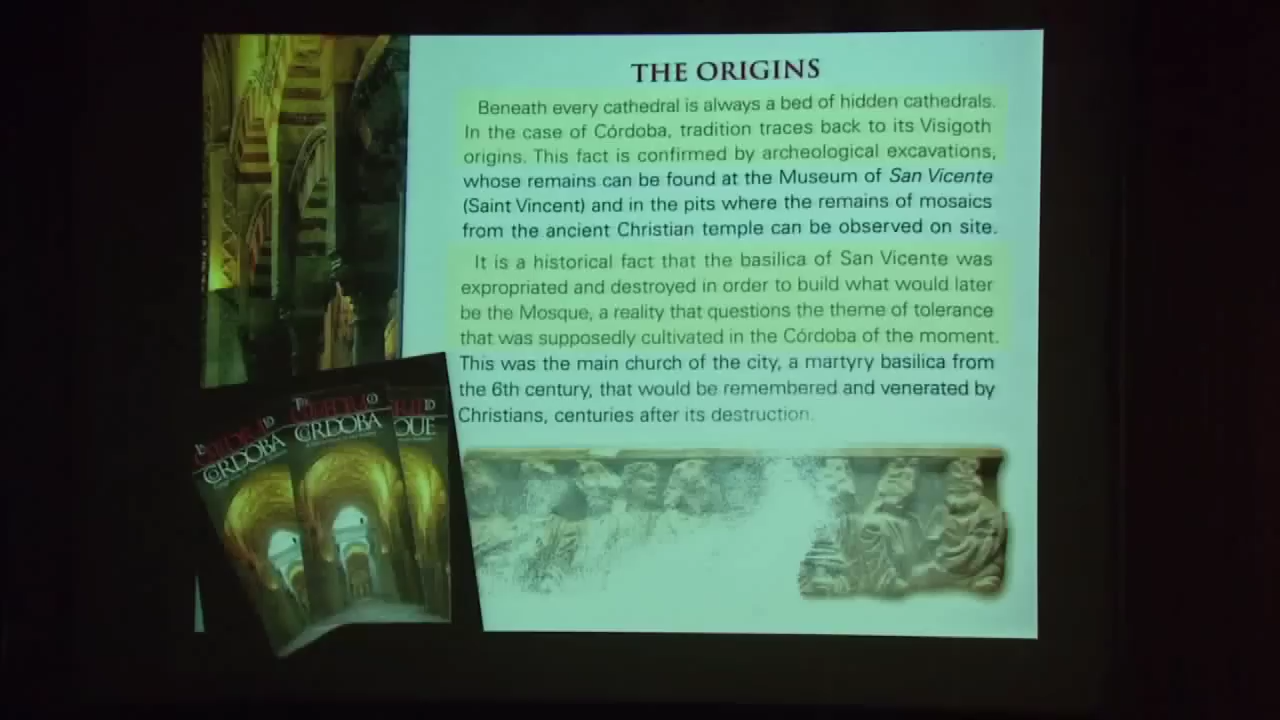 THE ORIGINS
Beneath every cathedral is always a bed of hidden cathedrals.
In the case of Córdoba, tradition traces back to its Visigoth
origins. This fact is confirmed by archeological excavations,
whose remains can be found at the Museum of San Vicente
(Saint Vincent) and in the pits where the remains of mosaics
from the ancient Christian temple can be observed on site.
It is a historical fact that the basilica of San Vicente was
expropriated and destroyed in order to build what would later
be the Mosque, a reality that questions the theme of tolerance
that was supposedly cultivated in the Córdoba of the moment.
This was the main church of the city, a martyry basilica from
the 6th century, that would be remembered and venerated by
Christians, centuries after its destruction.
CÓRDOBA
CÓRDOBA